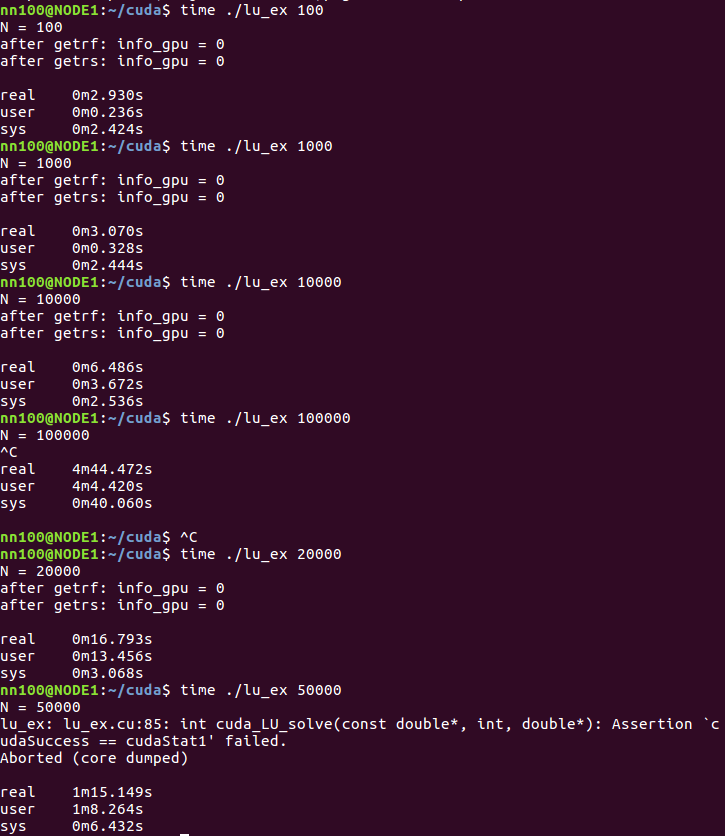 nn100@NODE1:~/cuda$ time ./lu_ex 100
N = 100
after getrf: info_gpu = 0
after getrs: info_gpu = 0
real    0m2.930s
user    0m0.236s
sys     0m2.424s
nn100@NODE1:~/cuda$ time ./lu_ex 1000
N = 1000
after getrf: info_gpu = 0
after getrs: info_gpu = 0
real    0m3.070s
user    0m0.328s
sys     0m2.444s
nn100@NODE1:~/cuda$ time ./lu_ex 10000
N = 10000
after getrf: info_gpu = 0
after getrs: info_gpu = 0
real    0m6.486s
user    0m3.672s
sys     0m2.536s
nn100@NODE1:~/cuda$ time ./lu_ex 100000
N = 100000
^C
real    4m44.472s
user    4m4.420s
sys     0m40.060s
nn100@NODE1:~/cuda$ ^C
nn100@NODE1:~/cuda$ time ./lu_ex 20000
N = 20000
after getrf: info_gpu = 0
after getrs: info_gpu = 0
real    0m16.793s
user    0m13.456s
sys     0m3.068s
nn100@NODE1:~/cuda$ time ./lu_ex 50000
N = 50000
lu_ex: lu_ex.cu:85: int cuda_LU_solve(const double*, int, double*): Assertion `c
udaSuccess == cudaStat1' failed.
Aborted (core dumped)
real    1m15.149s
user    1m8.264s
sys     0m6.432s